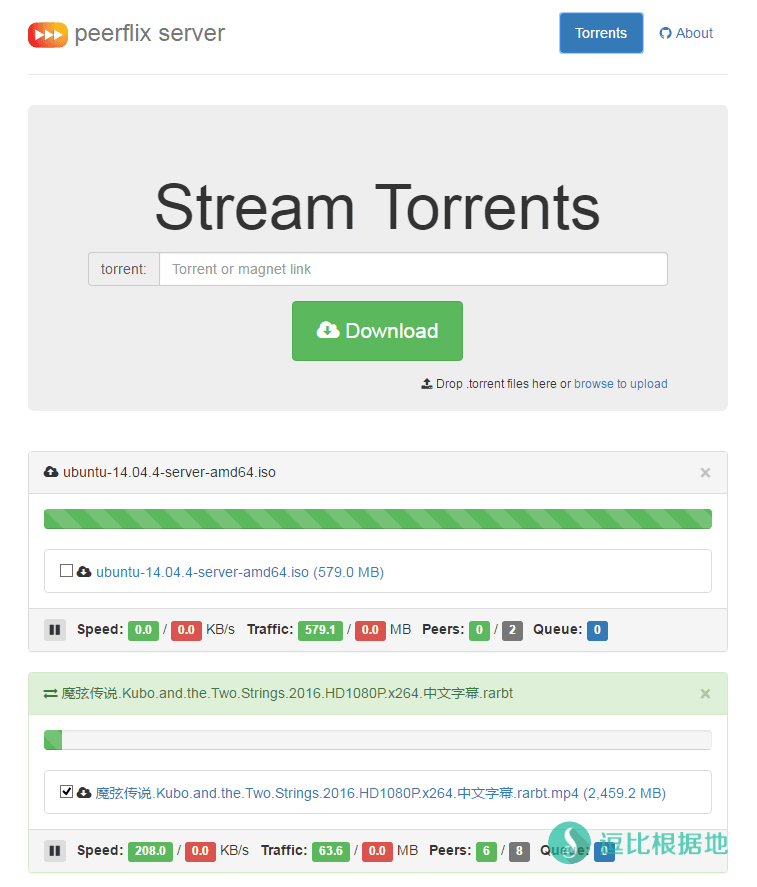 peerflix server
Torrents
About
Stream Torrents
torrent: Torrent or magnet link
Download
Drop .torrent files here or browse to upload
ubuntu-14.04.4-server-amd64.iso ×
ubuntu-14.04.4-server-amd64.iso (579.0 MB)
Speed: 0.0 / 0.0 KB/s Traffic: 579.1 / 0.0 MB Peers: 0 / 2 Queue: 0
魔弦传说.Kubo.and.the.Two.Strings.2016.HD1080P.x264.中文字幕.rarbt ×
魔弦传说.Kubo.and.the.Two.Strings.2016.HD1080P.x264.中文字幕.rarbt.mp4 (2,459.2 MB)
Speed: 208.0 / 0.0 KB/s Traffic: 63.6 / 0.0 MB Peers: 6 / 8 Queue: 0
逗比根据地